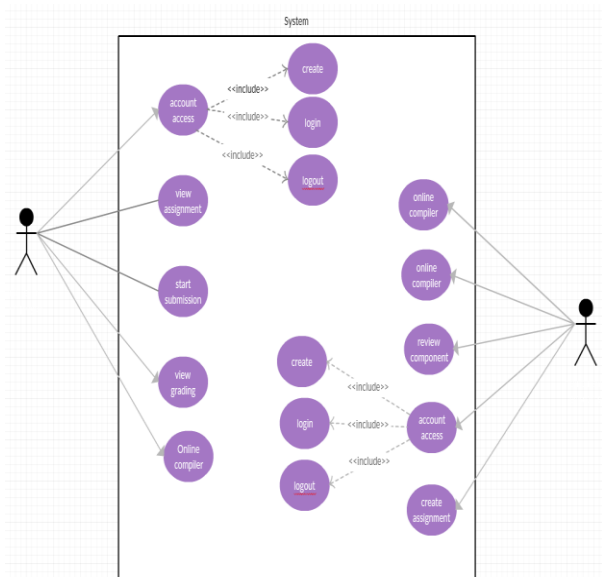 System
create
<<include>>
account
access
<<include>>
login
<<include>>
logout
view
assignment
online
compiler
start
submission
online
compiler
review
component
create
view
grading
<<include>>
login
<<include>>
account
access
Online
compiler
<<include>>
logout
create
assignment